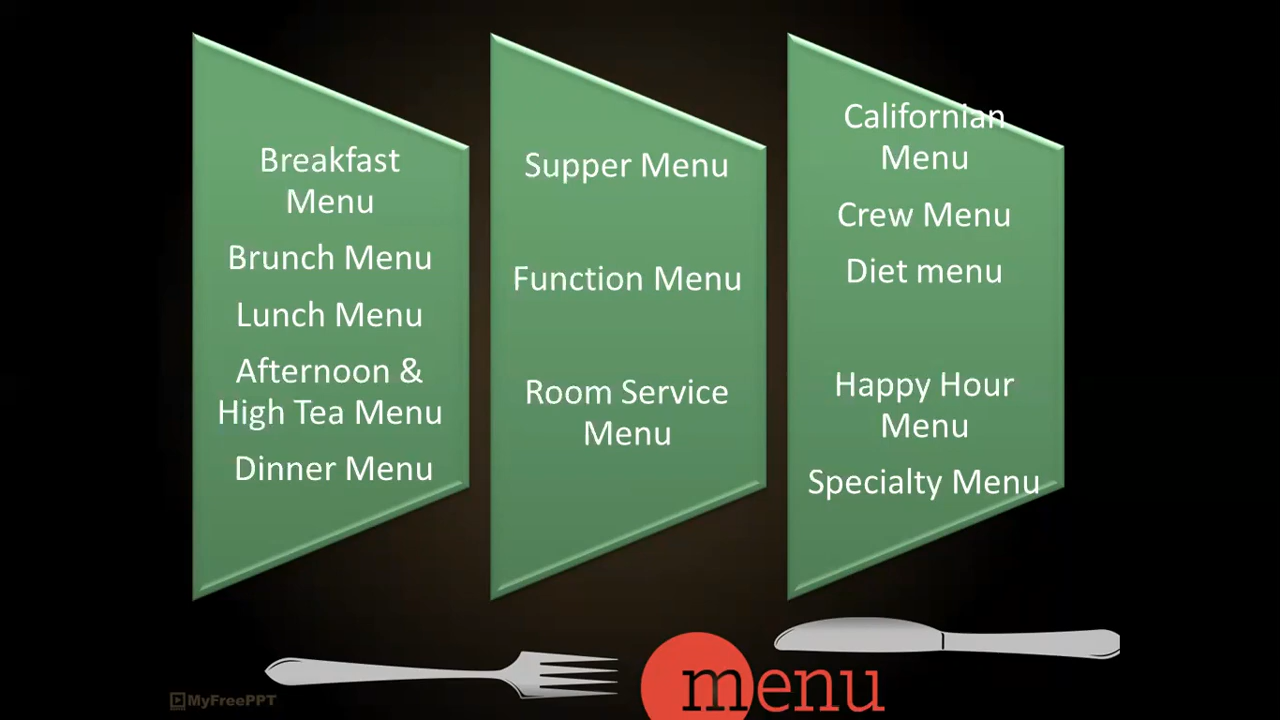 Breakfast
Menu
Brunch Menu
Lunch Menu
Afternoon &
High Tea Menu
Dinner Menu
Supper Menu
Function Menu
Room Service
Menu
Californian
Menu
Crew Menu
Diet menu
Happy Hour
Menu
Specialty Menu
menu
MyFreePPT